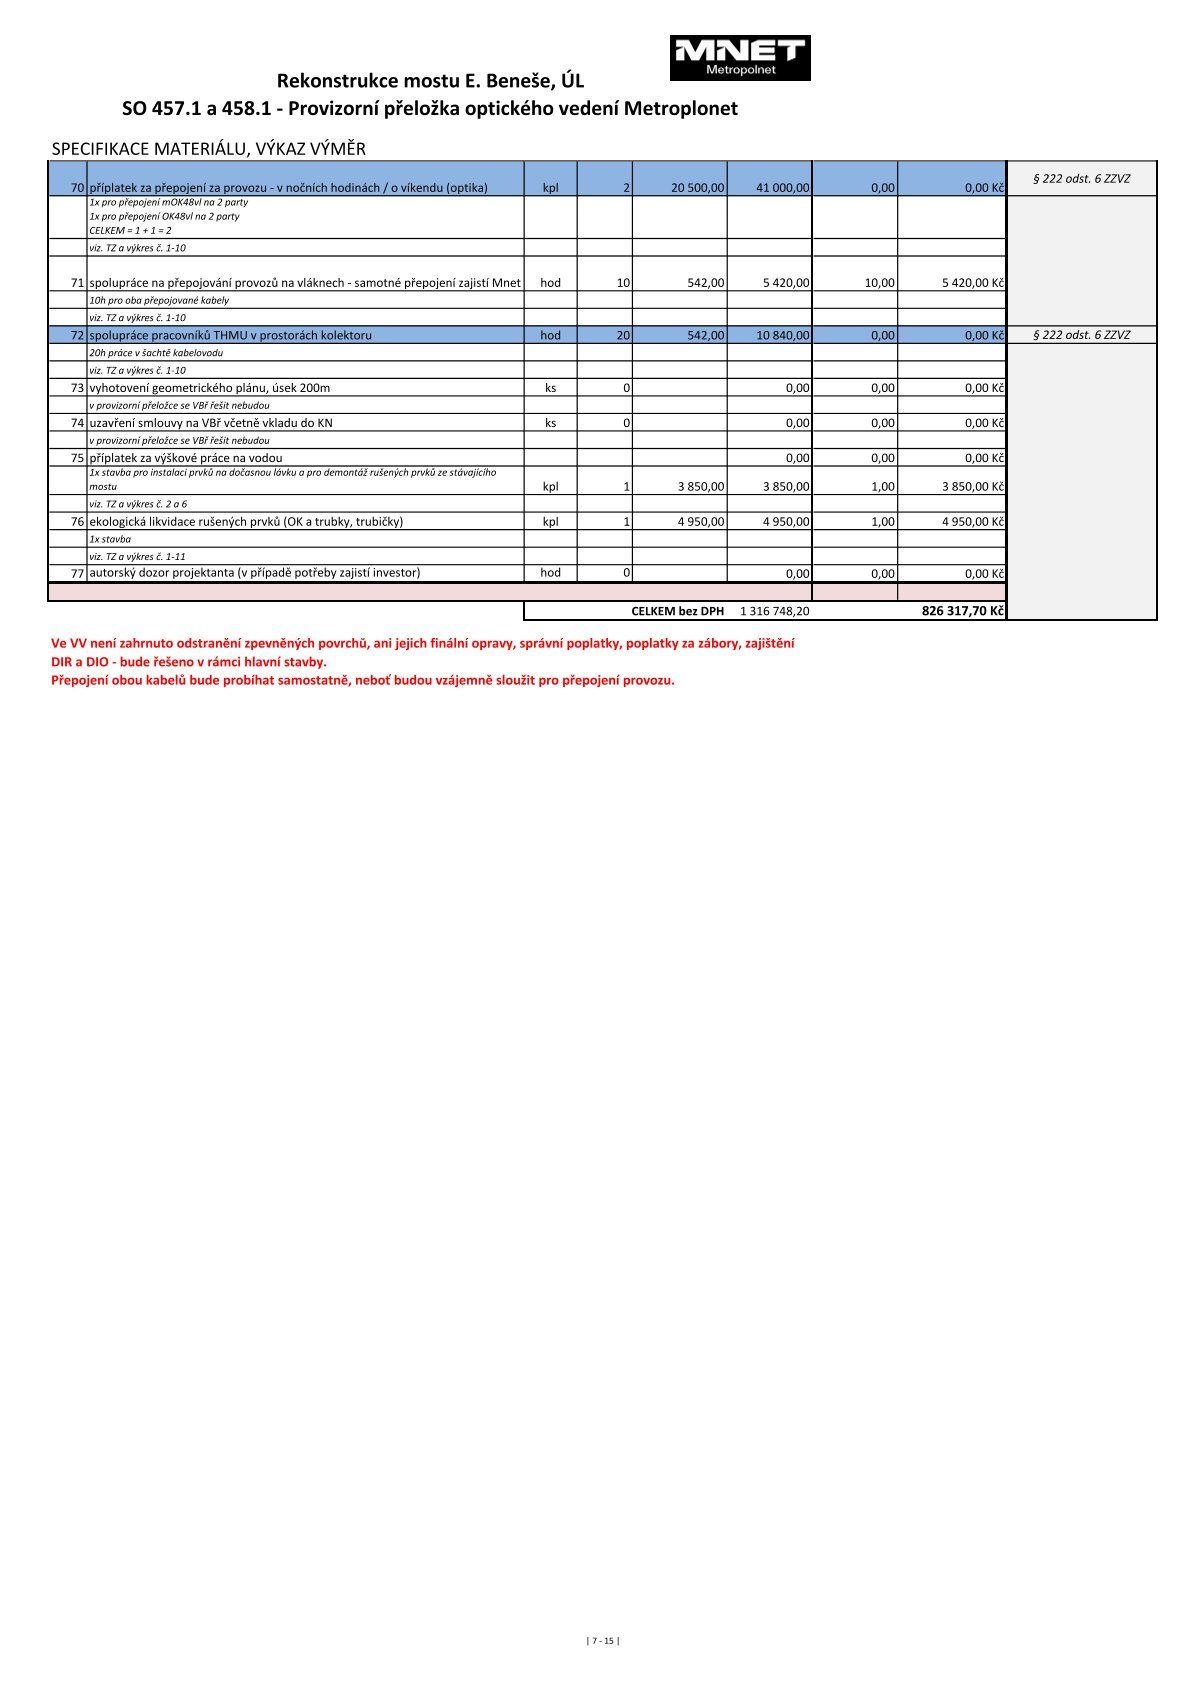 MNET
Metropolnet
Rekonstrukce mostu E. Beneše, ÚL
SO 457.1 a 458.1 - Provizorní přeložka optického vedení Metroplonet
SPECIFIKACE MATERIÁLU, VÝKAZ VÝMĚR
70 příplatek za přepojení za provozu - v nočních hodinách / o víkendu (optika) kpl 2 20 500,00 41 000,00 0,00 0,00 Kč § 222 odst. 6 ZZVZ
1x pro přepojení mOK48vl na 2 party
1x pro přepojení OK48vl na 2 party
CELKEM = 1 + 1 = 2
viz. TZ a výkres č. 1-10
71 spolupráce na přepojování provozů na vláknech - samotné přepojení zajistí Mnet hod 10 542,00 5 420,00 10,00 5 420,00 Kč
10h pro oba přepojované kabely
viz. TZ a výkres č. 1-10
72 spolupráce pracovníků THMU v prostorách kolektoru hod 20 542,00 10 840,00 0,00 0,00 Kč § 222 odst. 6 ZZVZ
20h práce v šachtě kabelovodu
viz. TZ a výkres č. 1-10
73 vyhotovení geometrického plánu, úsek 200m ks 0 0,00 0,00 0,00 Kč
v provizorní přeložce se VBř řešit nebudou
74 uzavření smlouvy na VBř včetně vkladu do KN ks 0 0,00 0,00 0,00 Kč
v provizorní přeložce se VBř řešit nebudou
75 příplatek za výškové práce na vodou 0,00 0,00 0,00 Kč
1x stavba pro instalaci prvků na dočasnou lávku a pro demontáž rušených prvků ze stávajícího
mostu kpl 1 3 850,00 3 850,00 1,00 3 850,00 Kč
viz. TZ a výkres č. 2 a 6
76 ekologická likvidace rušených prvků (OK a trubky, trubičky) kpl 1 4 950,00 4 950,00 1,00 4 950,00 Kč
1x stavba
viz. TZ a výkres č. 1-11
77 autorský dozor projektanta (v případě potřeby zajistí investor) hod 0 0,00 0,00 0,00 Kč
CELKEM bez DPH 1 316 748,20 826 317,70 Kč
Ve VV není zahrnuto odstranění zpevněných povrchů, ani jejich finální opravy, správní poplatky, poplatky za zábory, zajištění
DIR a DIO - bude řešeno v rámci hlavní stavby.
Přepojení obou kabelů bude probíhat samostatně, neboť budou vzájemně sloužit pro přepojení provozu.
| 7 - 15 |